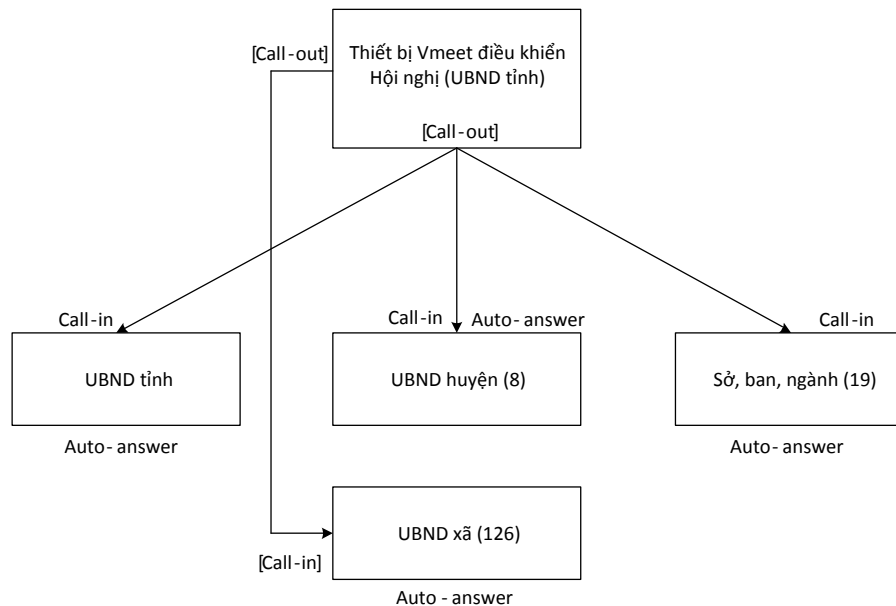 [Call-out]
Thiết bị Vmeet điều khiển
Hội nghị (UBND tỉnh)
[Call-out]
Call-in
Call-in
Auto- answer
Call-in
UBND tỉnh
UBND huyện (8)
Sở, ban, ngành (19)
Auto- answer
Auto- answer
UBND xã (126)
[Call-in]
Auto - answer